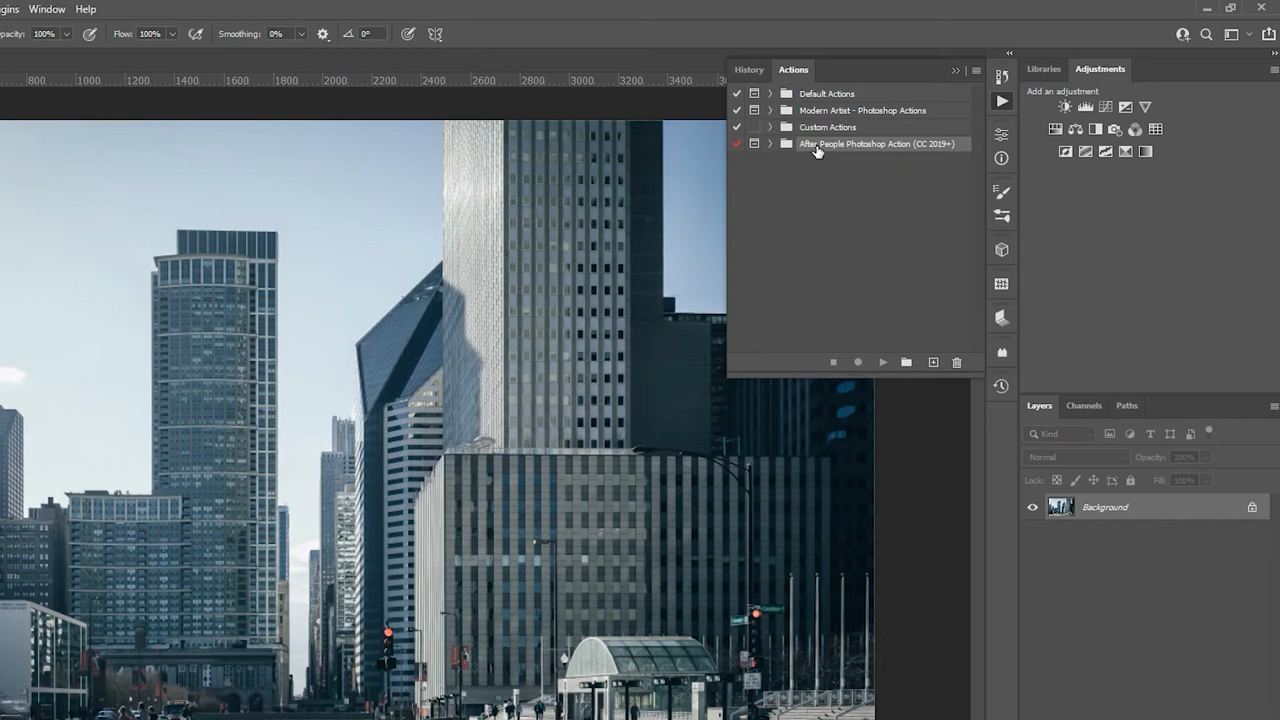 Window Help
Opacity: 100% Flow: 100% Smoothing: 0% 0°
800 1000 1200 1400 1600 1800 2000 2200 2400 2600 2800 3000 3200 3400
History Actions
Default Actions
Modern Artist - Photoshop Actions
Custom Actions
After People Photoshop Action (CC 2019+)
Libraries Adjustments
Add an adjustment
Layers Channels Paths
Kind
Normal Opacity: 100%
Lock: Fill: 100%
Background